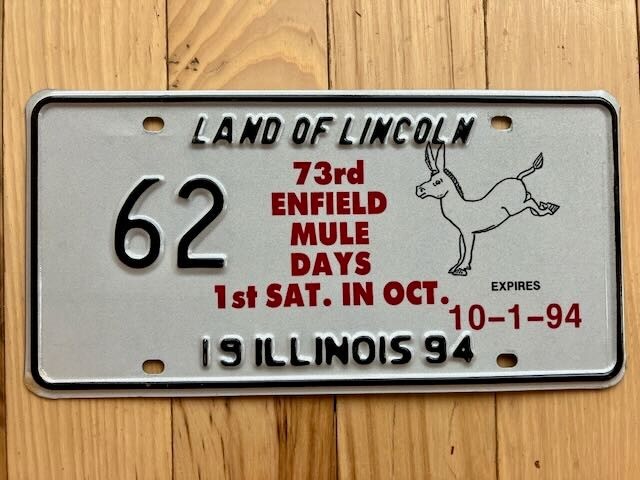 LAND OF LINCOLN
62
73rd
ENFIELD
MULE
DAYS
1st SAT. IN OCT.
EXPIRES
10-1-94
19 ILLINOIS 94